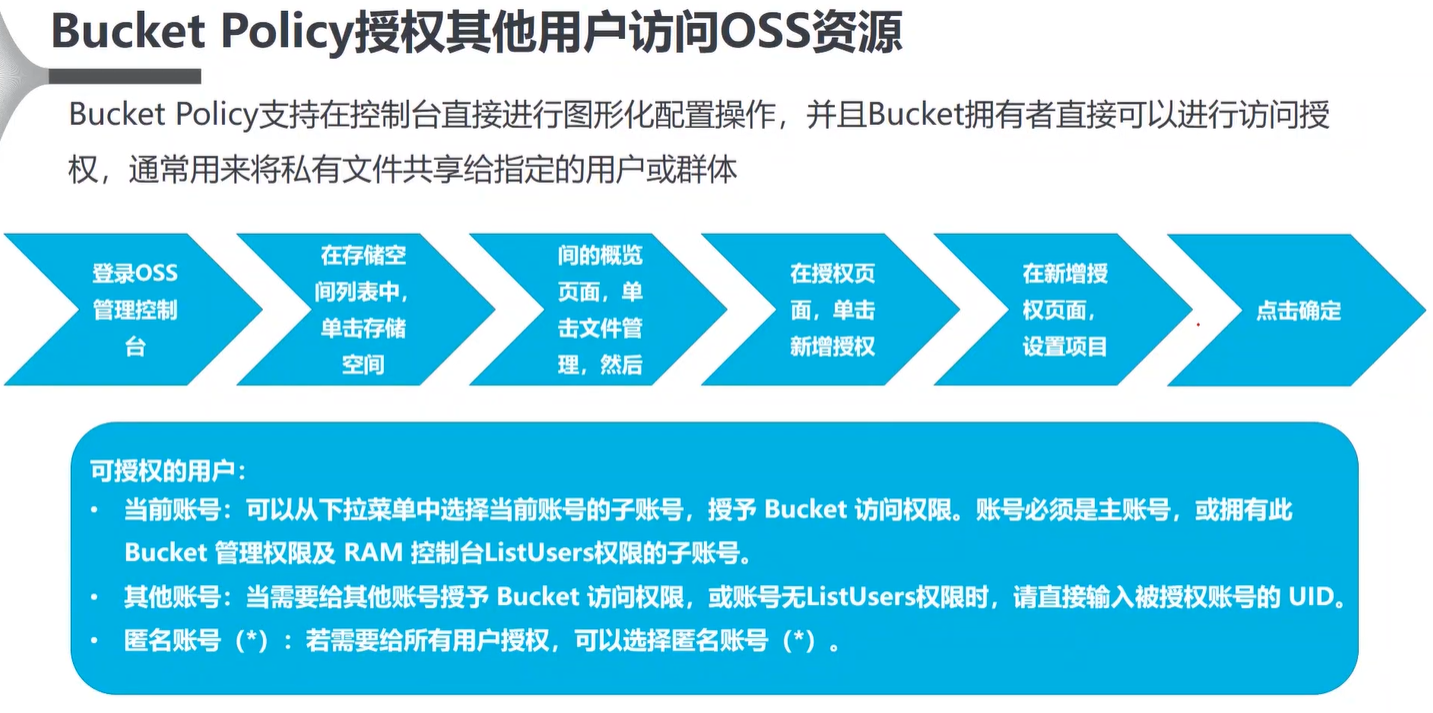 Bucket Policy授权其他用户访问OSS资源
Bucket Policy支持在控制台直接进行图形化配置操作，并且Bucket拥有者直接可以进行访问授
权，通常用来将私有文件共享给指定的用户或群体
登录OSS
管理控制
台
在存储空
间列表中，
单击存储
空间
间的概览
页面，单
击文件管
理，然后
在授权页
面，单击
新增授权
在新增授
权页面，
设置项目
点击确定
可授权的用户：
• 当前账号：可以从下拉菜单中选择当前账号的子账号，授予 Bucket 访问权限。账号必须是主账号，或拥有此
Bucket 管理权限及 RAM 控制台ListUsers权限的子账号。
• 其他账号：当需要给其他账号授予 Bucket 访问权限，或账号无ListUsers权限时，请直接输入被授权账号的 UID。
• 匿名账号（*）：若需要给所有用户授权，可以选择匿名账号（*）。